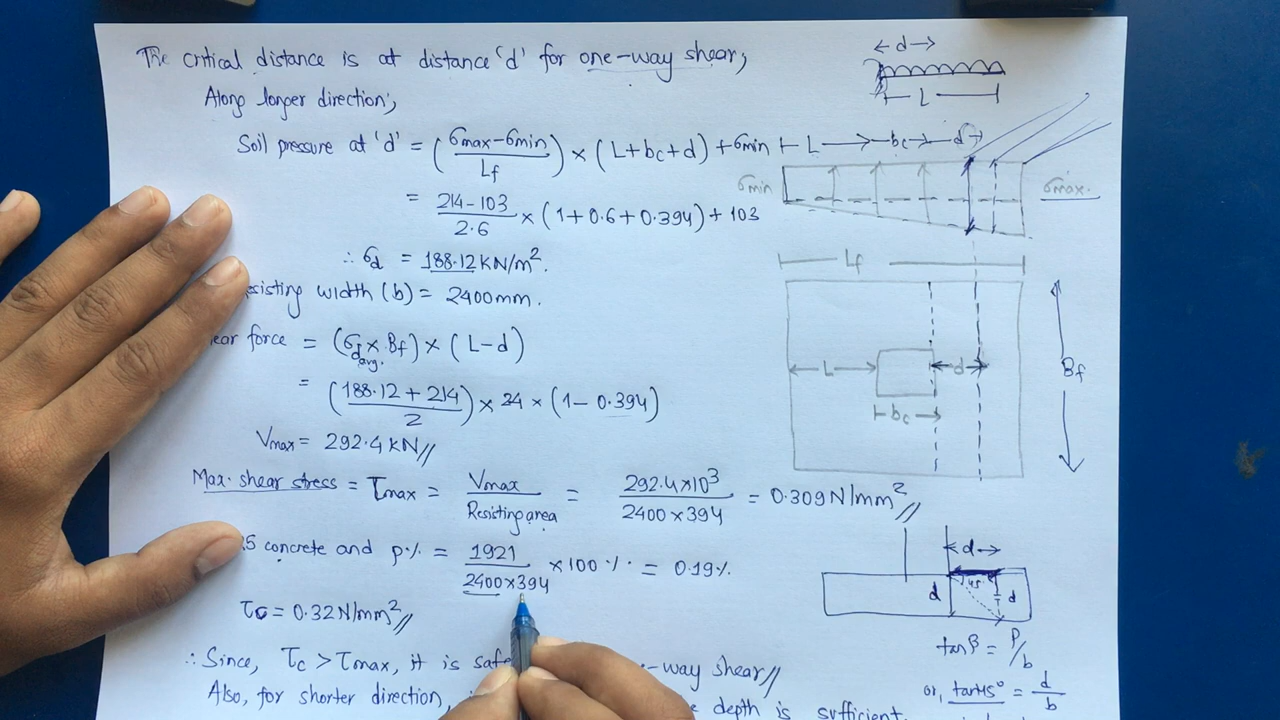 The critical distance is at distance 'd' for one-way shear,
Along longer direction,
Soil pressure at 'd' = (σmax-σmin / Lf) × (L+bc+d) + σmin
= 214-103 / 2.6 × (1+0.6+0.394) + 103
∴ σd = 188.12 KN/m².
sisting width (b) = 2400mm.
ear force = (σd avg. × Bf) × (L-d)
= (188.12 + 214 / 2) × 24 × (1-0.394)
Vmax = 292.4 KN//
Max. shear stress = τmax = Vmax / Resisting area = 292.4×10³ / 2400×394 = 0.309 N/mm²//
5 concrete and p% = 1921 / 2400×394 ×100% = 0.19%.
τc = 0.32 N/mm²//
∴ Since, τc > τmax, it is safe e-way shear//
Also, for shorter direction, depth is sufficient.
d
L
L bc d
σmin σmax.
Lf
L d
bc
Bf
d
45° d d
tanβ = P/b
or, tan45° = d/b